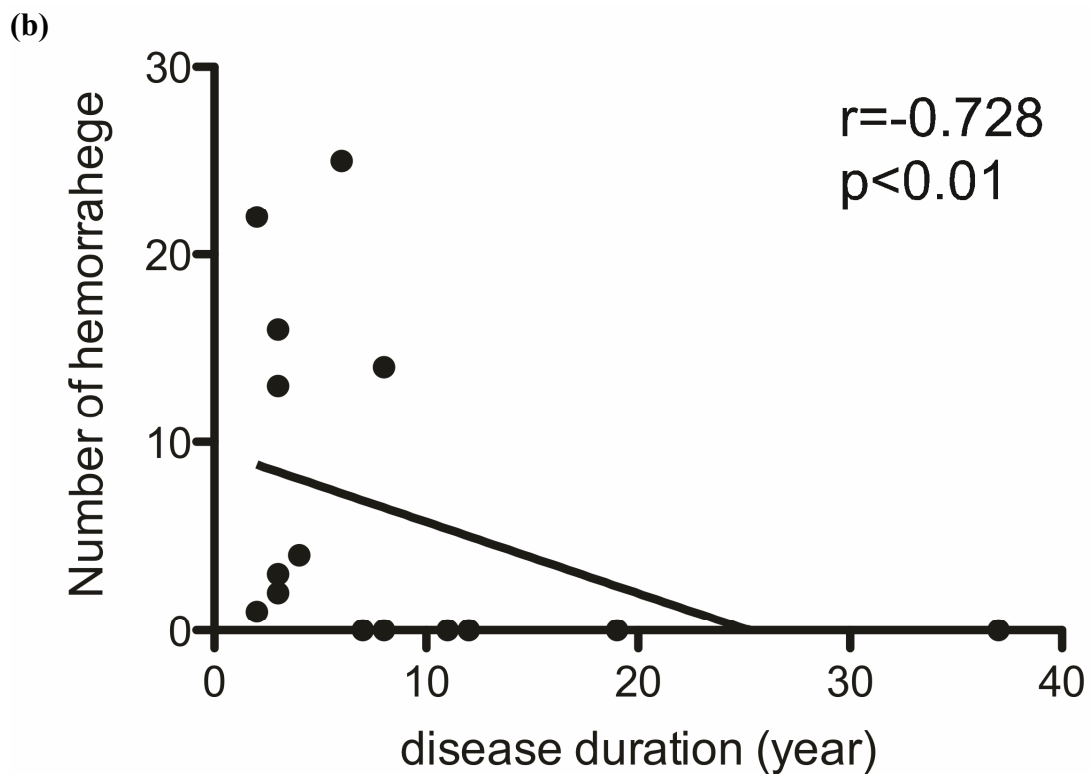 (b)
30
20
10
0
Number of hemorrahege
r=-0.728
p<0.01
0 10 20 30 40
disease duration (year)